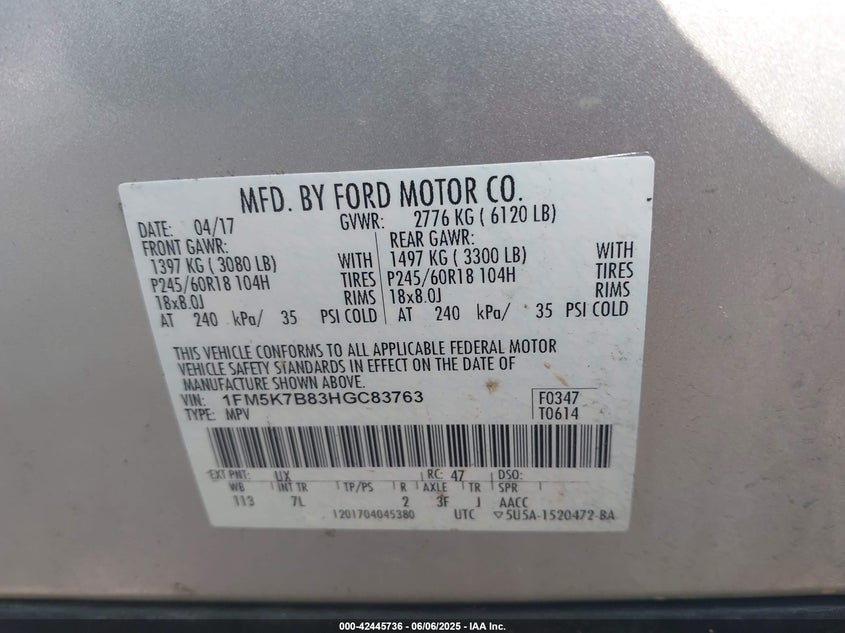 MFD. BY FORD MOTOR CO.
DATE: 04/17 GVWR: 2776 KG ( 6120 LB)
FRONT GAWR: REAR GAWR:
1397 KG ( 3080 LB) WITH 1497 KG ( 3300 LB) WITH
P245/60R18 104H TIRES P245/60R18 104H TIRES
18x8.0J RIMS 18x8.0J RIMS
AT 240 kPa/ 35 PSI COLD AT 240 kPa/ 35 PSI COLD
THIS VEHICLE CONFORMS TO ALL APPLICABLE FEDERAL MOTOR
VEHICLE SAFETY STANDARDS IN EFFECT ON THE DATE OF
MANUFACTURE SHOWN ABOVE.
VIN: 1FM5K7B83HGC83763 F0347
TYPE: MPV T0614
EXT PNT: UX RC: 47 DSO:
WB INT TR TP/PS R AXLE TR SPR
113 7L 2 3F J AACC
1201704045380 UTC ▽5U5A-1520472-BA
000-42445736 - 06/06/2025 - IAA Inc.